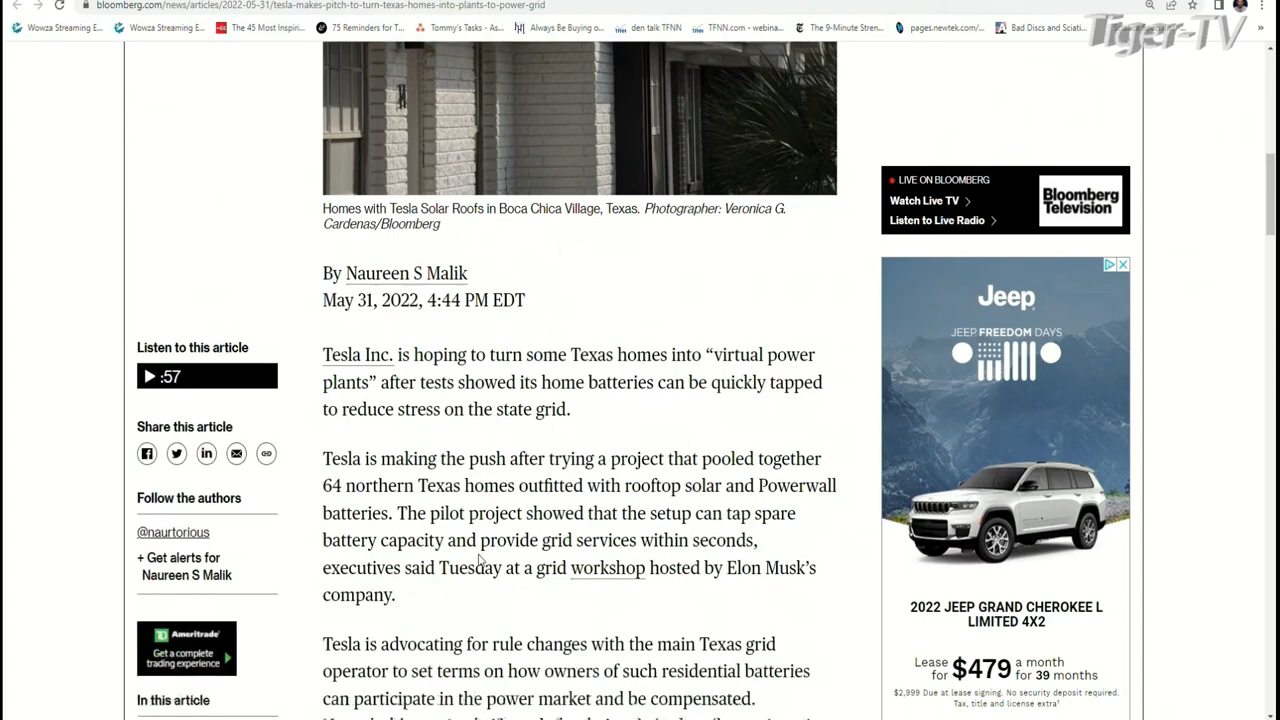 bloomberg.com/news/articles/2022-05-31/tesla-makes-pitch-to-turn-texas-homes-into-plants-to-power-grid
Wowza Streaming E... Wowza Streaming E... The 45 Most Inspiri... 75 Reminders for T... Tommy's Tasks - As... Always Be Buying o... den talk TFNN TFNN.com - webina... The 9-Minute Stren... pages.newtek.com/... Bad Discs and Sciati...
Tiger-TV
Homes with Tesla Solar Roofs in Boca Chica Village, Texas. Photographer: Veronica G.
Cardenas/Bloomberg
By Naureen S Malik
May 31, 2022, 4:44 PM EDT
Listen to this article
:57
Share this article
Follow the authors
@naurtorious
+ Get alerts for
Naureen S Malik
Ameritrade
Get a complete
trading experience
In this article
Tesla Inc. is hoping to turn some Texas homes into “virtual power
plants” after tests showed its home batteries can be quickly tapped
to reduce stress on the state grid.
Tesla is making the push after trying a project that pooled together
64 northern Texas homes outfitted with rooftop solar and Powerwall
batteries. The pilot project showed that the setup can tap spare
battery capacity and provide grid services within seconds,
executives said Tuesday at a grid workshop hosted by Elon Musk’s
company.
Tesla is advocating for rule changes with the main Texas grid
operator to set terms on how owners of such residential batteries
can participate in the power market and be compensated.
LIVE ON BLOOMBERG
Watch Live TV
Listen to Live Radio
Bloomberg
Television
Jeep
JEEP FREEDOM DAYS
2022 JEEP GRAND CHEROKEE L
LIMITED 4X2
Lease for $479 a month for 39 months
$2,999 Due at lease signing. No security deposit required.
Tax, title and license extra†